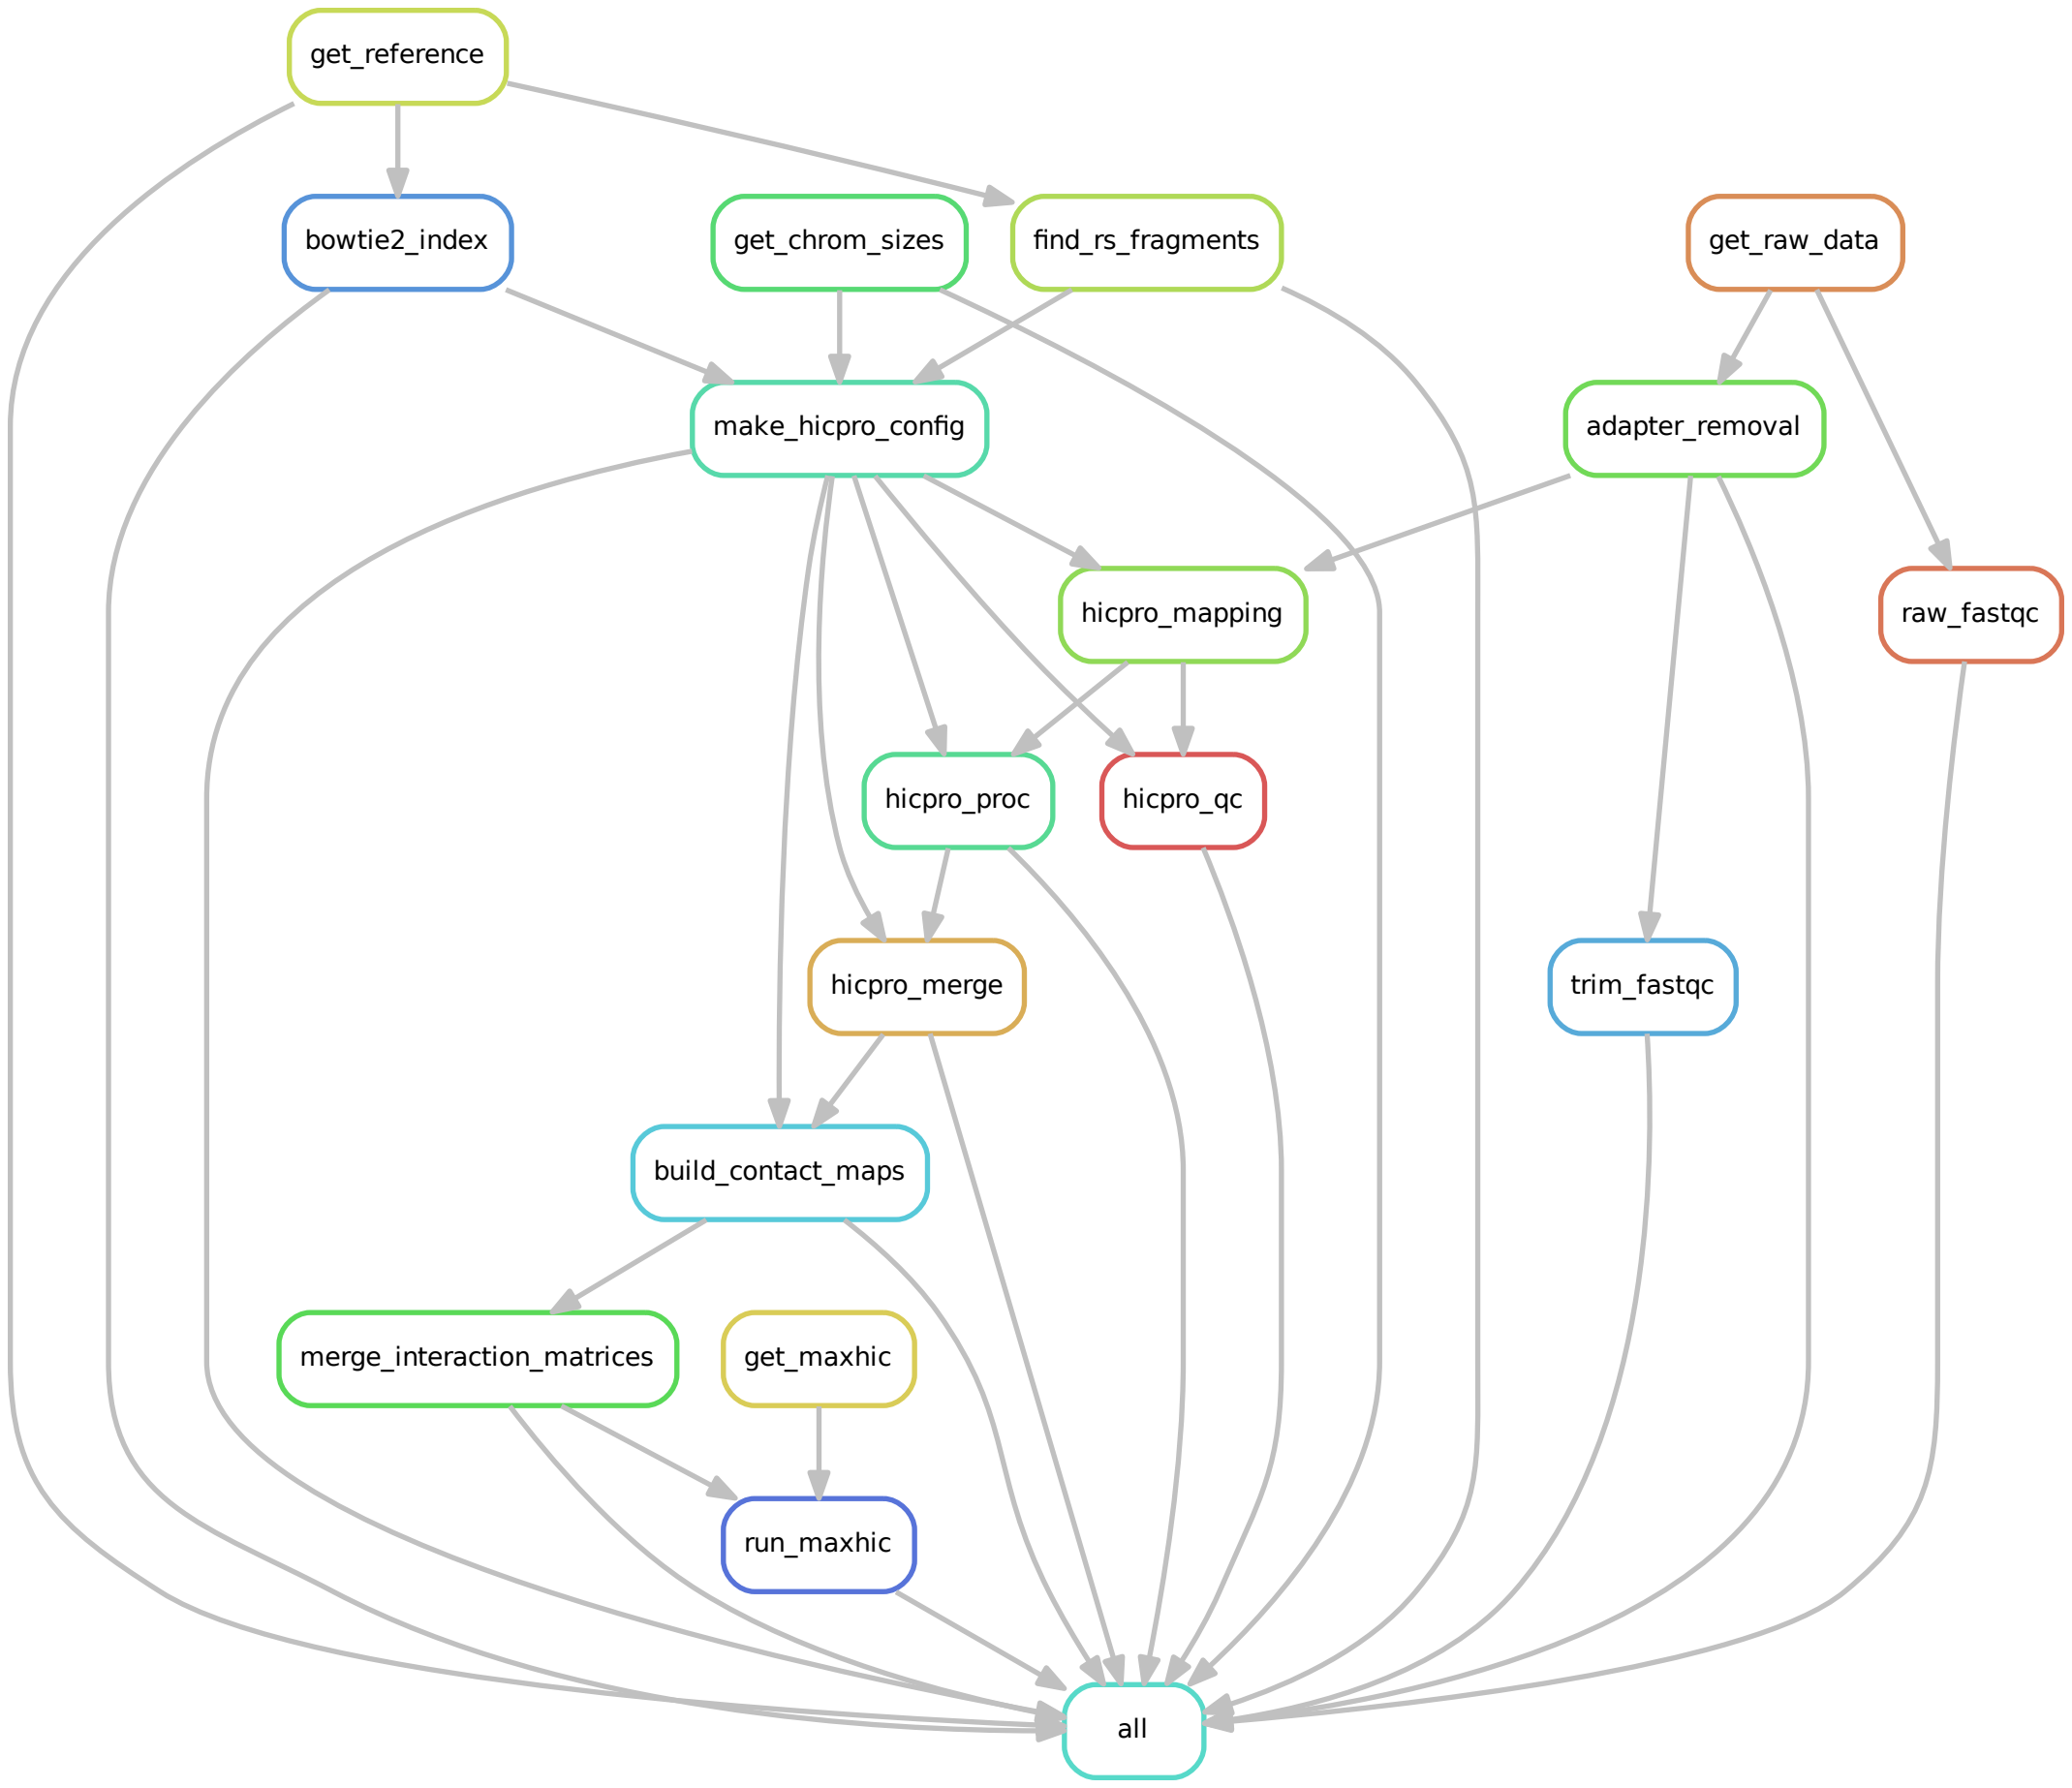 get_reference
bowtie2_index
get_chrom_sizes
find_rs_fragments
get_raw_data
make_hicpro_config
adapter_removal
hicpro_mapping
raw_fastqc
hicpro_proc
hicpro_qc
hicpro_merge
trim_fastqc
build_contact_maps
merge_interaction_matrices
get_maxhic
run_maxhic
all